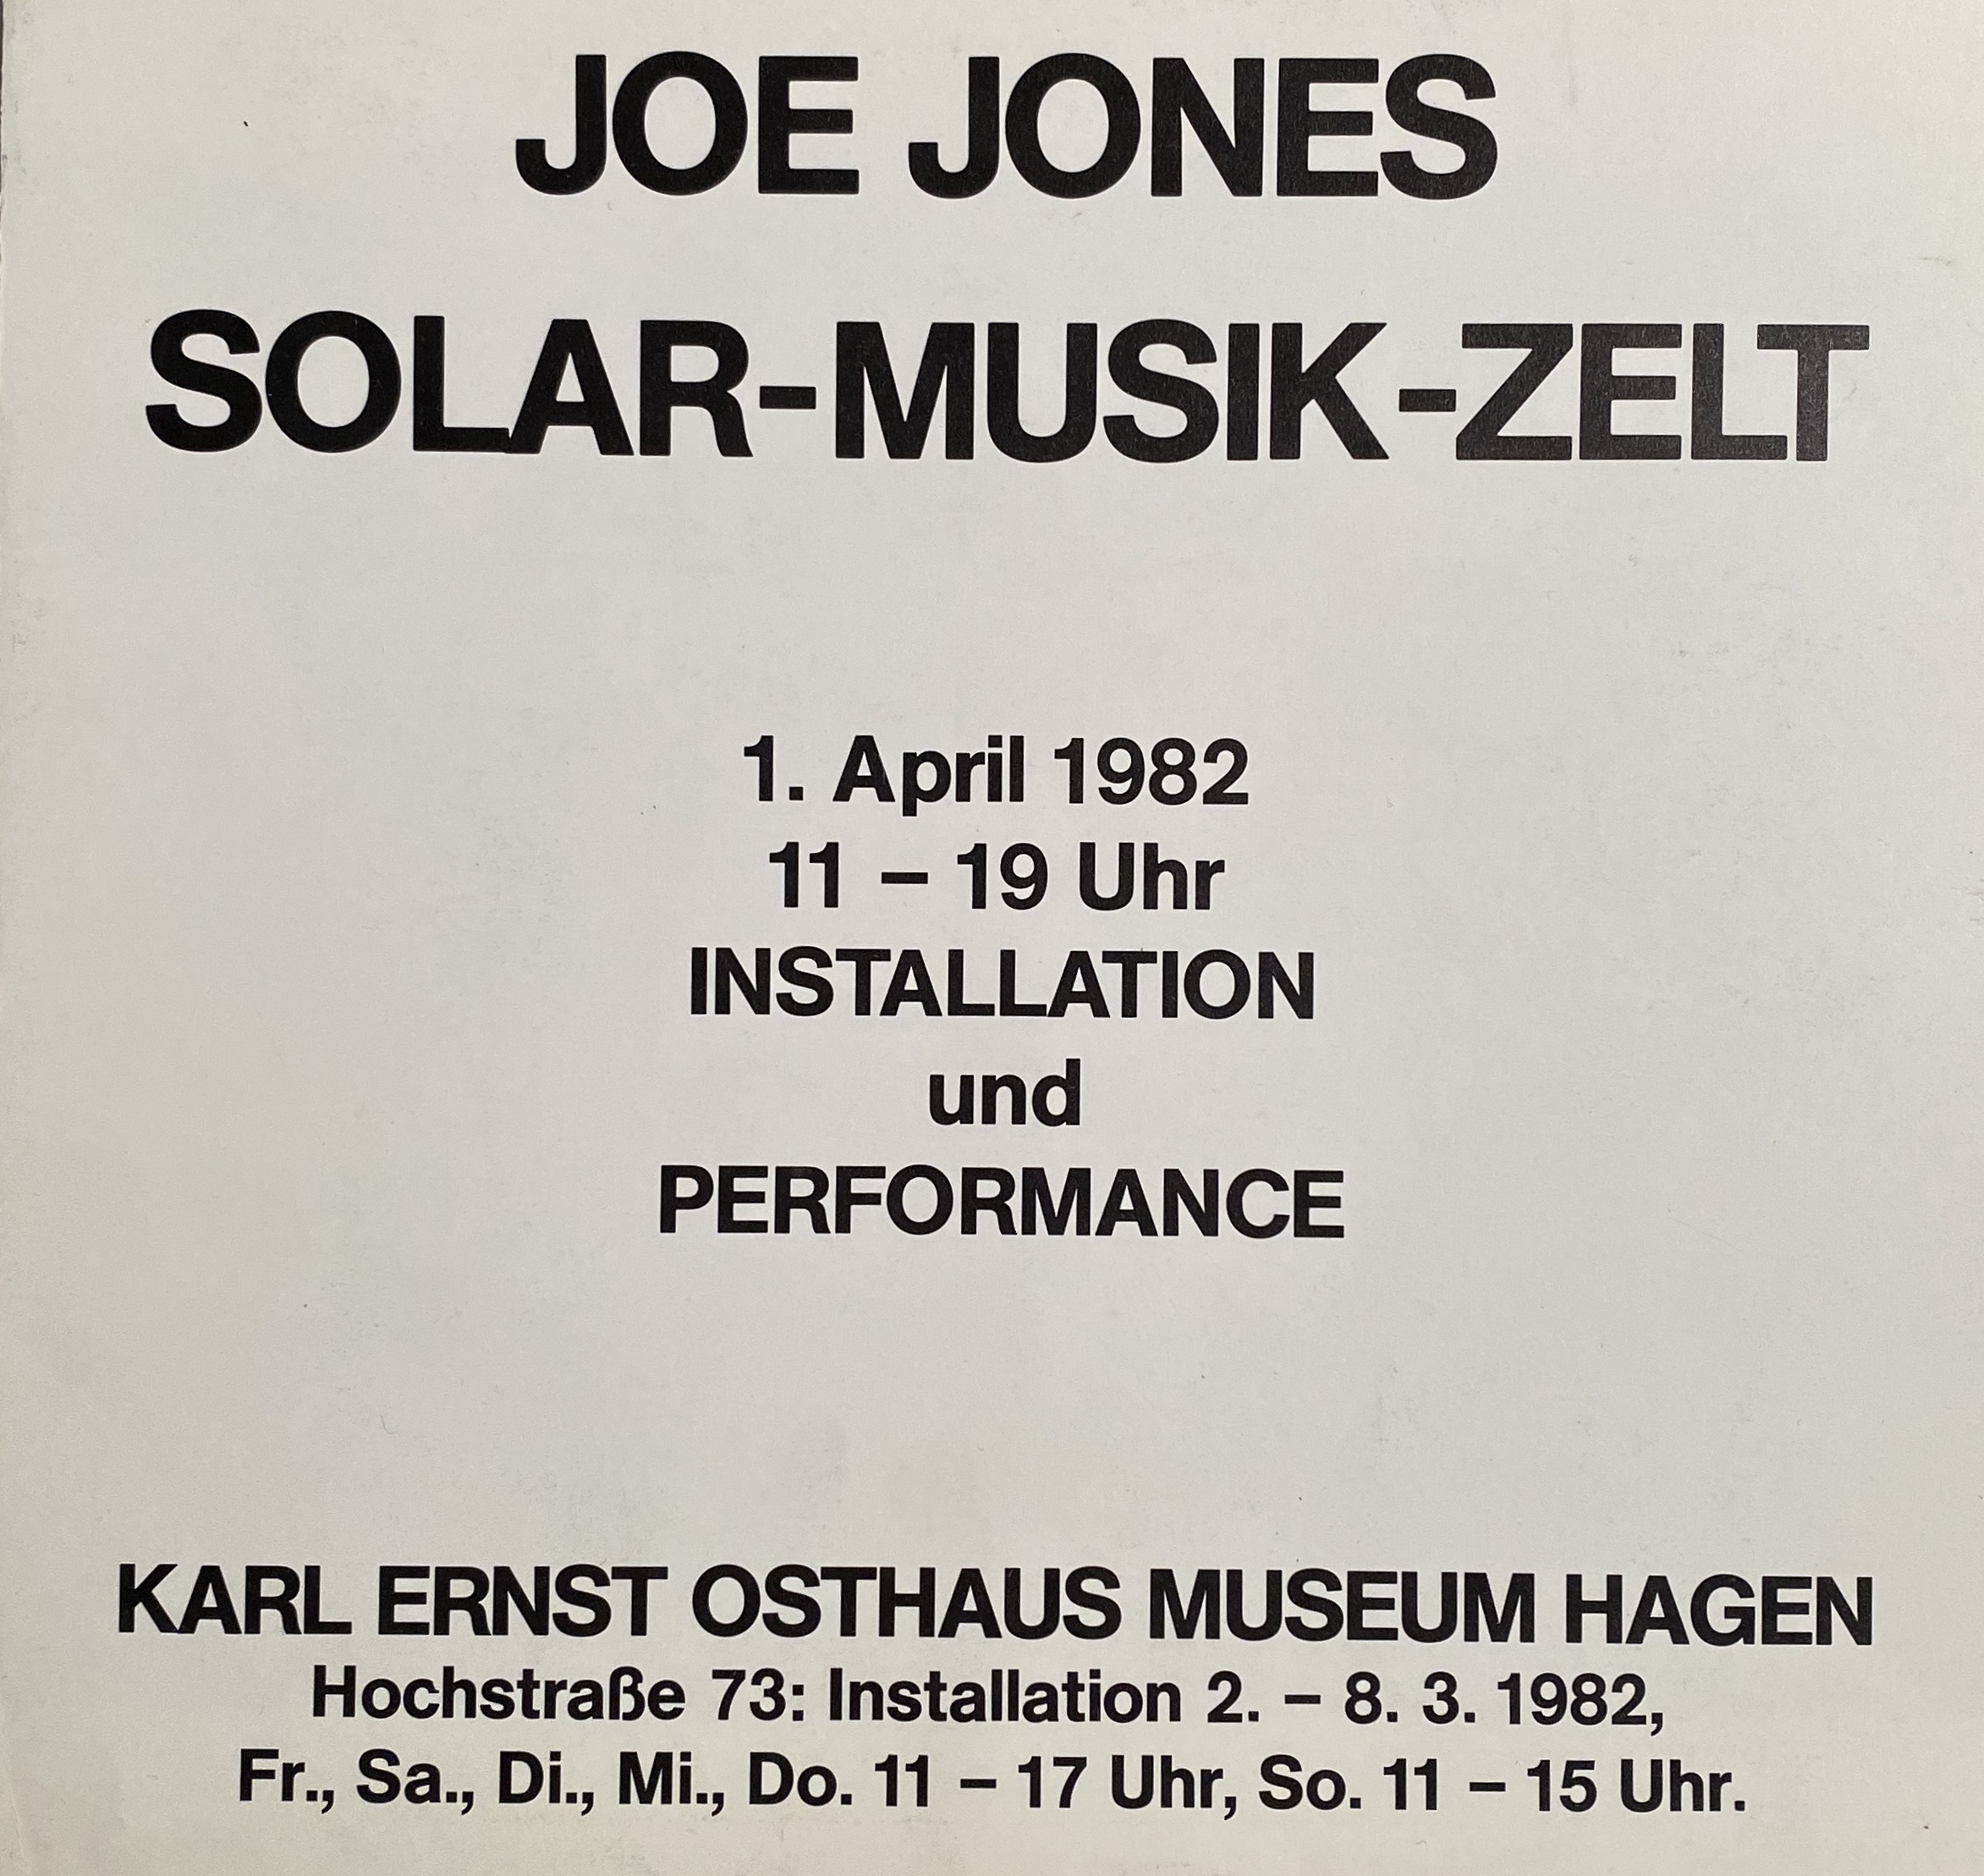 JOE JONES
SOLAR-MUSIK-ZELT
1. April 1982
11 – 19 Uhr
INSTALLATION
und
PERFORMANCE
KARL ERNST OSTHAUS MUSEUM HAGEN
Hochstraße 73: Installation 2. – 8. 3. 1982,
Fr., Sa., Di., Mi., Do. 11 – 17 Uhr, So. 11 – 15 Uhr.